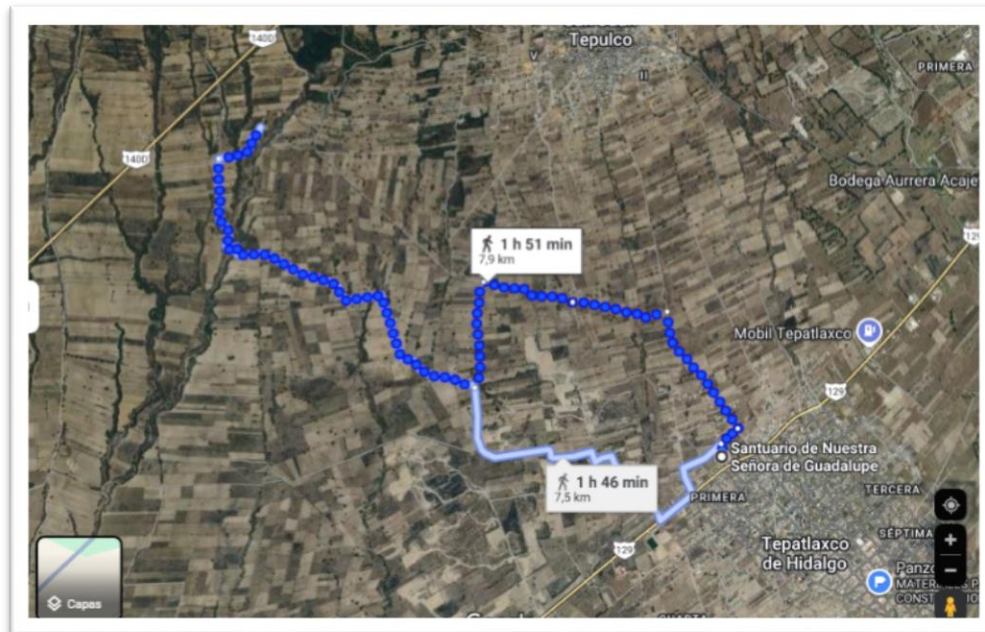 140D
Tepulco
V
II
PRIMERA
140D
Bodega Aurrera Acaje
129
1 h 51 min
7,9 km
Mobil Tepatlaxco
129
Santuario de Nuestra
Señora de Guadalupe
1 h 46 min
7,5 km
PRIMERA
TERCERA
SÉPTIMA
129
Tepatlaxco
de Hidalgo
Panzo
MATER
CONST
Capas
CUARTA